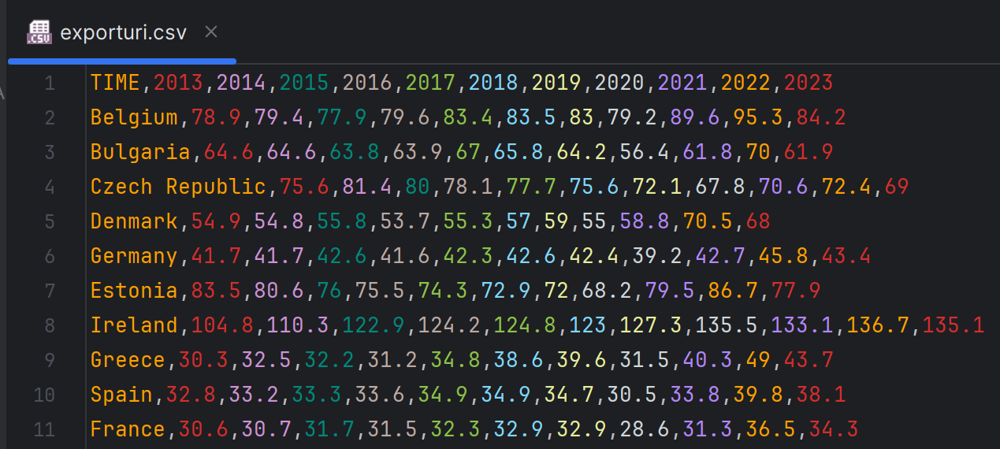 .CSV exporturi.csv ×
1 TIME,2013,2014,2015,2016,2017,2018,2019,2020,2021,2022,2023
2 Belgium,78.9,79.4,77.9,79.6,83.4,83.5,83,79.2,89.6,95.3,84.2
3 Bulgaria,64.6,64.6,63.8,63.9,67,65.8,64.2,56.4,61.8,70,61.9
4 Czech Republic,75.6,81.4,80,78.1,77.7,75.6,72.1,67.8,70.6,72.4,69
5 Denmark,54.9,54.8,55.8,53.7,55.3,57,59,55,58.8,70.5,68
6 Germany,41.7,41.7,42.6,41.6,42.3,42.6,42.4,39.2,42.7,45.8,43.4
7 Estonia,83.5,80.6,76,75.5,74.3,72.9,72,68.2,79.5,86.7,77.9
8 Ireland,104.8,110.3,122.9,124.2,124.8,123,127.3,135.5,133.1,136.7,135.1
9 Greece,30.3,32.5,32.2,31.2,34.8,38.6,39.6,31.5,40.3,49,43.7
10 Spain,32.8,33.2,33.3,33.6,34.9,34.9,34.7,30.5,33.8,39.8,38.1
11 France,30.6,30.7,31.7,31.5,32.3,32.9,32.9,28.6,31.3,36.5,34.3